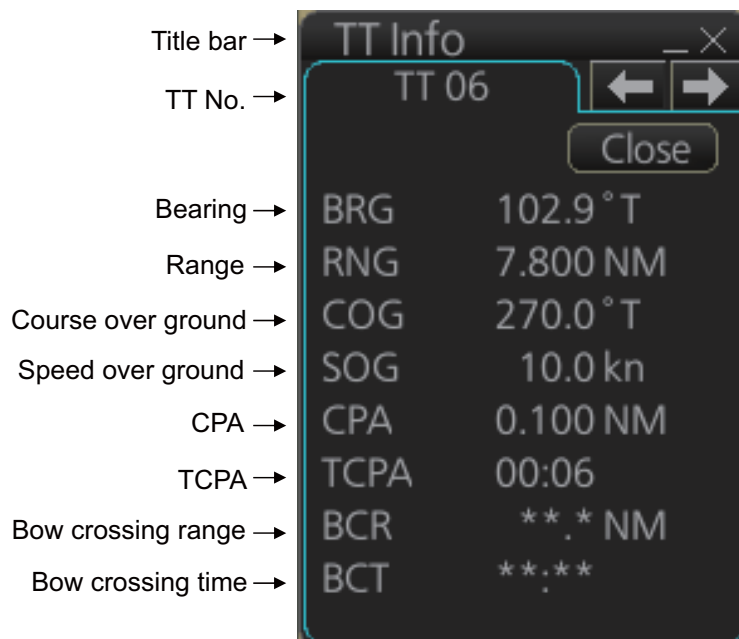 Title bar TT Info
TT No. TT 06
Close
Bearing BRG 102.9°T
Range RNG 7.800 NM
Course over ground COG 270.0°T
Speed over ground SOG 10.0 kn
CPA CPA 0.100 NM
TCPA TCPA 00:06
Bow crossing range BCR **.* NM
Bow crossing time BCT **:**